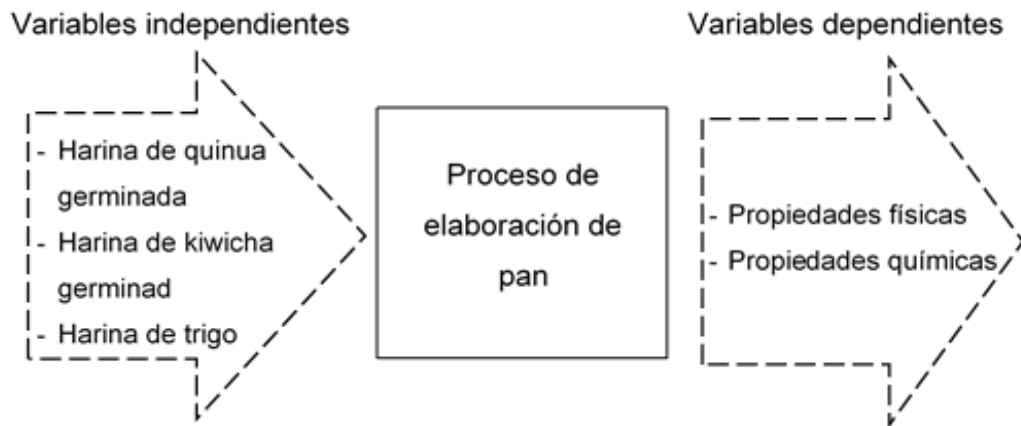 Variables independientes
- Harina de quinua
germinada
- Harina de kiwicha
germinad
- Harina de trigo
Proceso de
elaboración de
pan
Variables dependientes
- Propiedades físicas
- Propiedades químicas